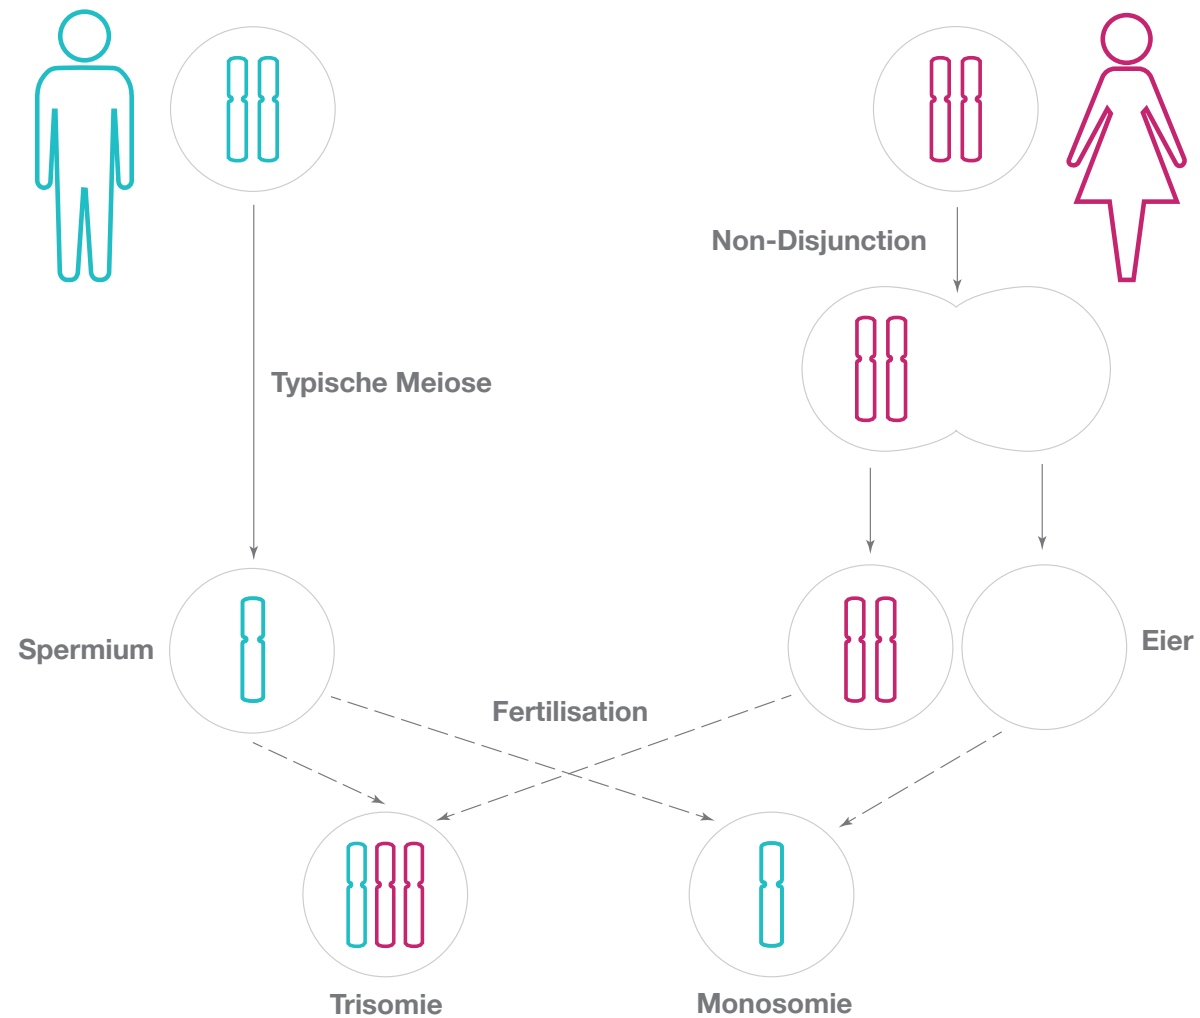 Non-Disjunction
Typische Meiose
Spermium
Eier
Fertilisation
Trisomie
Monosomie